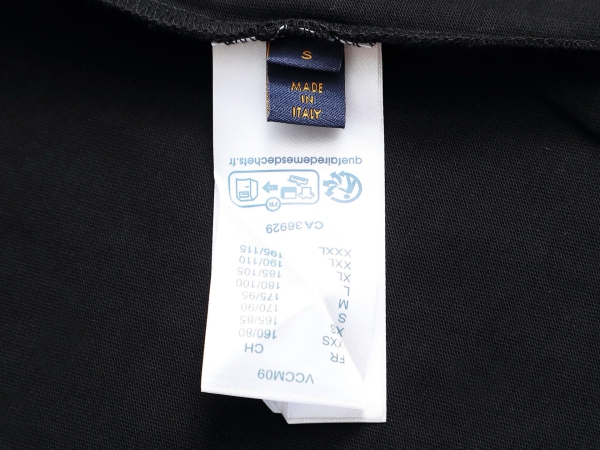 S
MADE
IN
ITALY
VCCM09
FR CH
XXS 160/80
XS 165/85
S 170/90
M 175/95
L 180/100
XL 185/105
XXL 190/110
XXXL 195/115
CA 36929
FR
quefairedemesdechets.fr